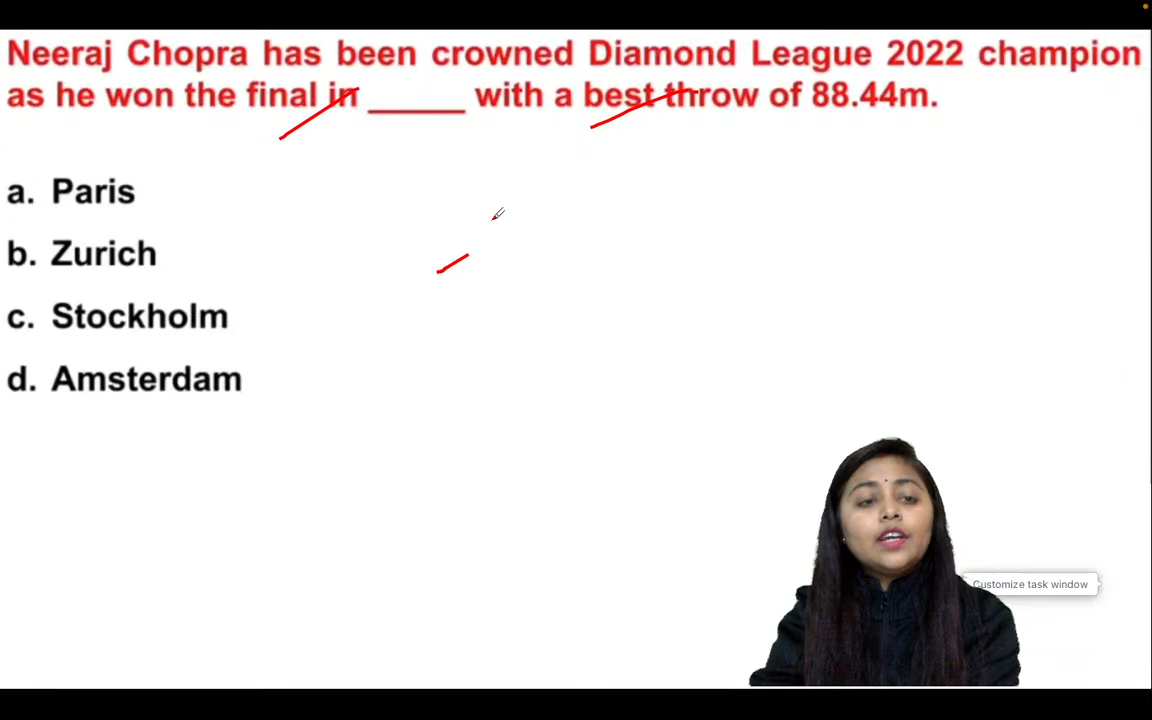 Neeraj Chopra has been crowned Diamond League 2022 champion
as he won the final in _____ with a best throw of 88.44m.
a. Paris
b. Zurich
c. Stockholm
d. Amsterdam
Customize task window